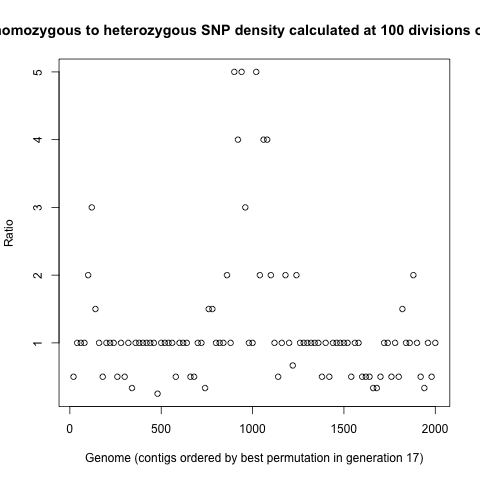 homozygous to heterozygous SNP density calculated at 100 divisions
5
4
3
2
1
Ratio
0 500 1000 1500 2000
Genome (contigs ordered by best permutation in generation 17)